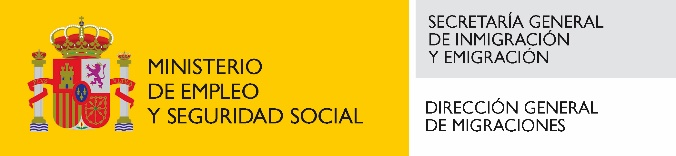 MINISTERIO
DE EMPLEO
Y SEGURIDAD SOCIAL
SECRETARÍA GENERAL
DE INMIGRACIÓN
Y EMIGRACIÓN
DIRECCIÓN GENERAL
DE MIGRACIONES